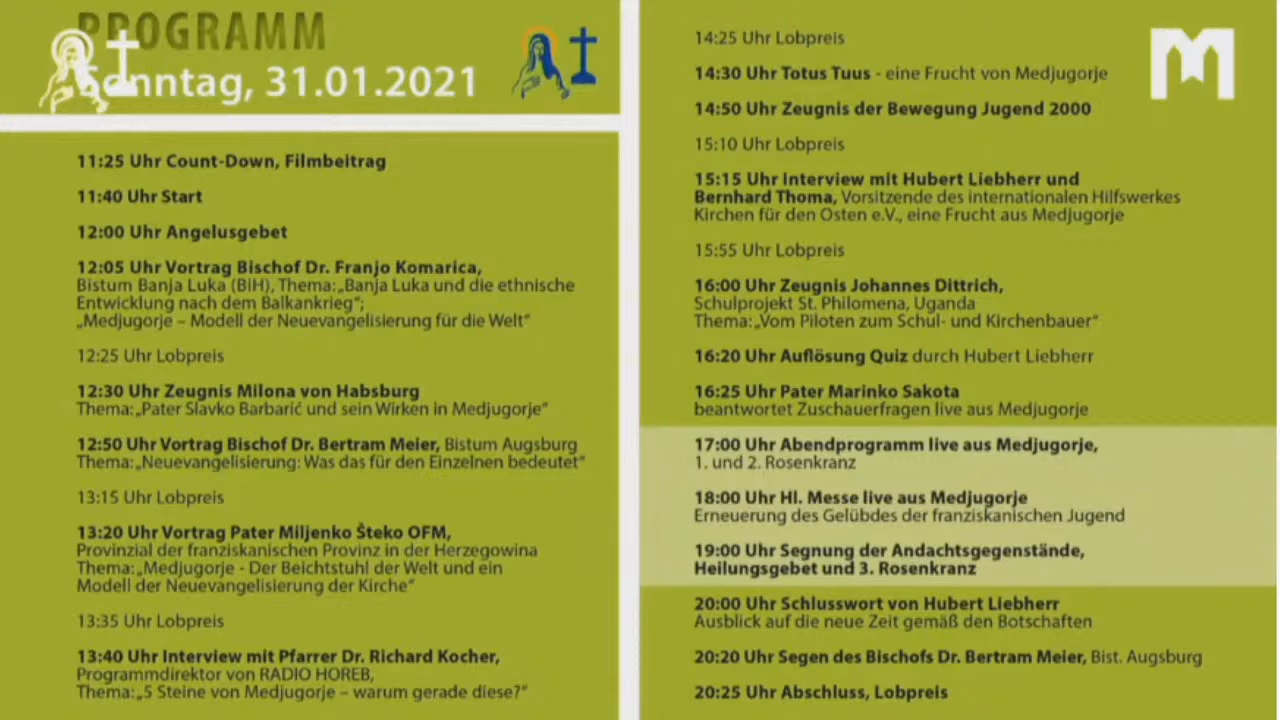 PROGRAMM
Sonntag, 31.01.2021
11:25 Uhr Count-Down, Filmbeitrag
11:40 Uhr Start
12:00 Uhr Angelusgebet
12:05 Uhr Vortrag Bischof Dr. Franjo Komarica,
Bistum Banja Luka (BiH), Thema: „Banja Luka und die ethnische
Entwicklung nach dem Balkankrieg“;
„Medjugorje – Modell der Neuevangelisierung für die Welt“
12:25 Uhr Lobpreis
12:30 Uhr Zeugnis Milona von Habsburg
Thema: „Pater Slavko Barbarić und sein Wirken in Medjugorje“
12:50 Uhr Vortrag Bischof Dr. Bertram Meier, Bistum Augsburg
Thema: „Neuevangelisierung: Was das für den Einzelnen bedeutet“
13:15 Uhr Lobpreis
13:20 Uhr Vortrag Pater Miljenko Šteko OFM,
Provinzial der franziskanischen Provinz in der Herzegowina
Thema: „Medjugorje - Der Beichtstuhl der Welt und ein
Modell der Neuevangelisierung der Kirche“
13:35 Uhr Lobpreis
13:40 Uhr Interview mit Pfarrer Dr. Richard Kocher,
Programmdirektor von RADIO HOREB,
Thema: „5 Steine von Medjugorje – warum gerade diese?“
14:25 Uhr Lobpreis
14:30 Uhr Totus Tuus - eine Frucht von Medjugorje
14:50 Uhr Zeugnis der Bewegung Jugend 2000
15:10 Uhr Lobpreis
15:15 Uhr Interview mit Hubert Liebherr und
Bernhard Thoma, Vorsitzende des internationalen Hilfswerkes
Kirchen für den Osten e.V., eine Frucht aus Medjugorje
15:55 Uhr Lobpreis
16:00 Uhr Zeugnis Johannes Dittrich,
Schulprojekt St. Philomena, Uganda
Thema: „Vom Piloten zum Schul- und Kirchenbauer“
16:20 Uhr Auflösung Quiz durch Hubert Liebherr
16:25 Uhr Pater Marinko Sakota
beantwortet Zuschauerfragen live aus Medjugorje
17:00 Uhr Abendprogramm live aus Medjugorje,
1. und 2. Rosenkranz
18:00 Uhr Hl. Messe live aus Medjugorje
Erneuerung des Gelübdes der franziskanischen Jugend
19:00 Uhr Segnung der Andachtsgegenstände,
Heilungsgebet und 3. Rosenkranz
20:00 Uhr Schlusswort von Hubert Liebherr
Ausblick auf die neue Zeit gemäß den Botschaften
20:20 Uhr Segen des Bischofs Dr. Bertram Meier, Bist. Augsburg
20:25 Uhr Abschluss, Lobpreis